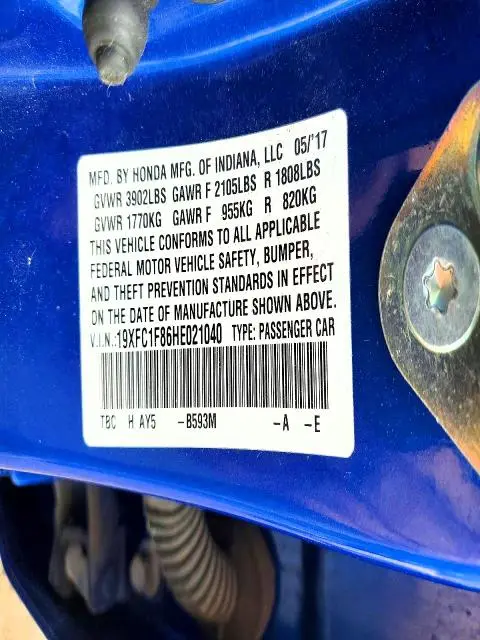 MFD. BY HONDA MFG. OF INDIANA, LLC 05/'17
GVWR 3902LBS GAWR F 2105LBS R 1808LBS
GVWR 1770KG GAWR F 955KG R 820KG
THIS VEHICLE CONFORMS TO ALL APPLICABLE
FEDERAL MOTOR VEHICLE SAFETY, BUMPER,
AND THEFT PREVENTION STANDARDS IN EFFECT
ON THE DATE OF MANUFACTURE SHOWN ABOVE.
V.I.N.:19XFC1F86HE021040 TYPE: PASSENGER CAR
TBC H AY5 -B593M -A -E